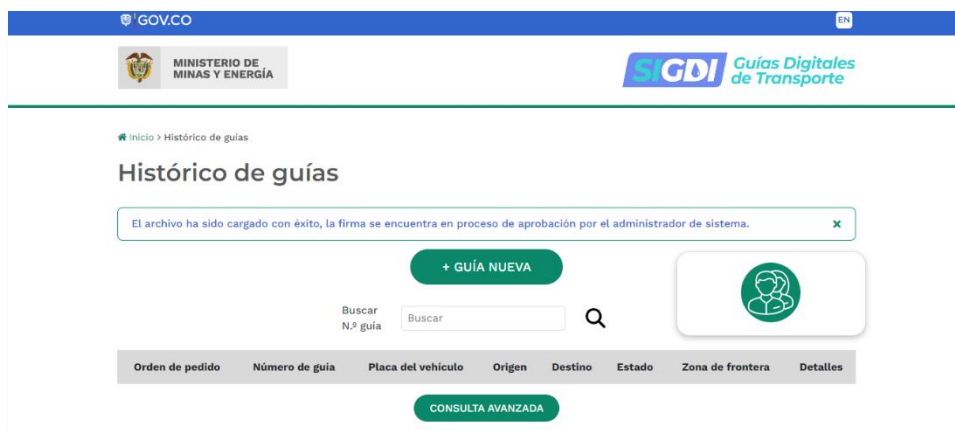 GOV.CO
EN
MINISTERIO DE
MINAS Y ENERGÍA
SIGDI
Guías Digitales
de Transporte
Inicio > Histórico de guías
Histórico de guías
El archivo ha sido cargado con éxito, la firma se encuentra en proceso de aprobación por el administrador de sistema. x
+ GUÍA NUEVA
Buscar
N.º guía
Buscar
Orden de pedido Número de guia Placa del vehículo Origen Destino Estado Zona de frontera Detalles
CONSULTA AVANZADA